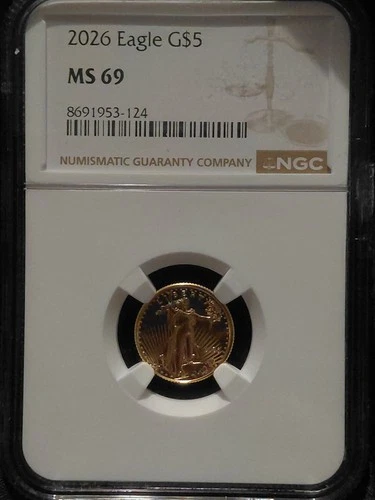 2026 Eagle G$5
MS 69
8691953-124
NUMISMATIC GUARANTY COMPANY NGC
LIBERTY